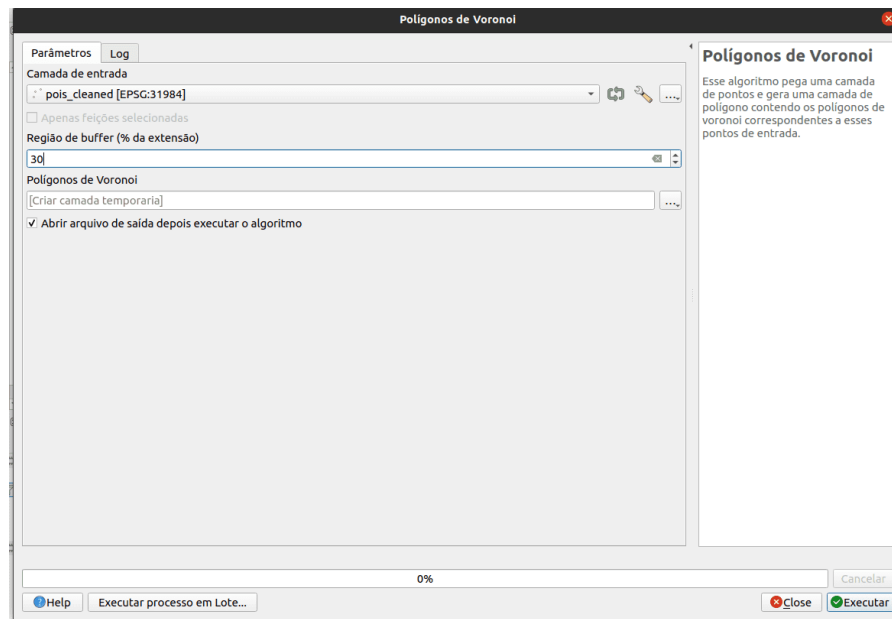 Polígonos de Voronoi
Parâmetros
Log
Camada de entrada
pois_cleaned [EPSG:31984]
Apenas feições selecionadas
Região de buffer (% da extensão)
30
Polígonos de Voronoi
[Criar camada temporaria]
Abrir arquivo de saída depois executar o algoritmo
Polígonos de Voronoi
Esse algoritmo pega uma camada
de pontos e gera uma camada de
polígono contendo os polígonos de
voronoi correspondentes a esses
pontos de entrada.
0%
Cancelar
Help
Executar processo em Lote...
Close
Executar